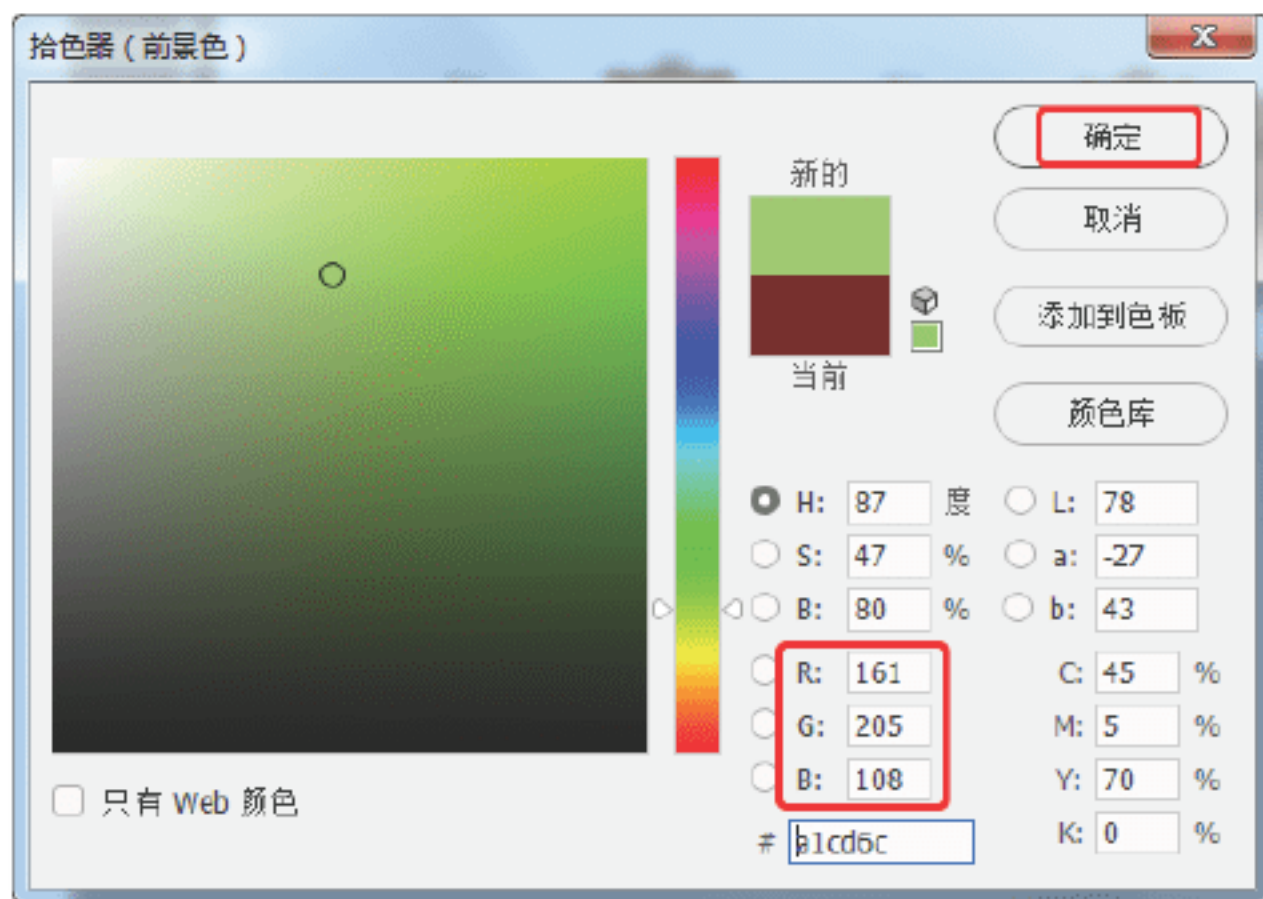 拾色器 ( 前景色 )
确定
新的
取消
添加到色板
当前
颜色库
H: 87 度 L: 78
S: 47 % a: -27
B: 80 % b: 43
R: 161 C: 45 %
G: 205 M: 5 %
B: 108 Y: 70 %
只有 Web 颜色
# a1cd6c K: 0 %